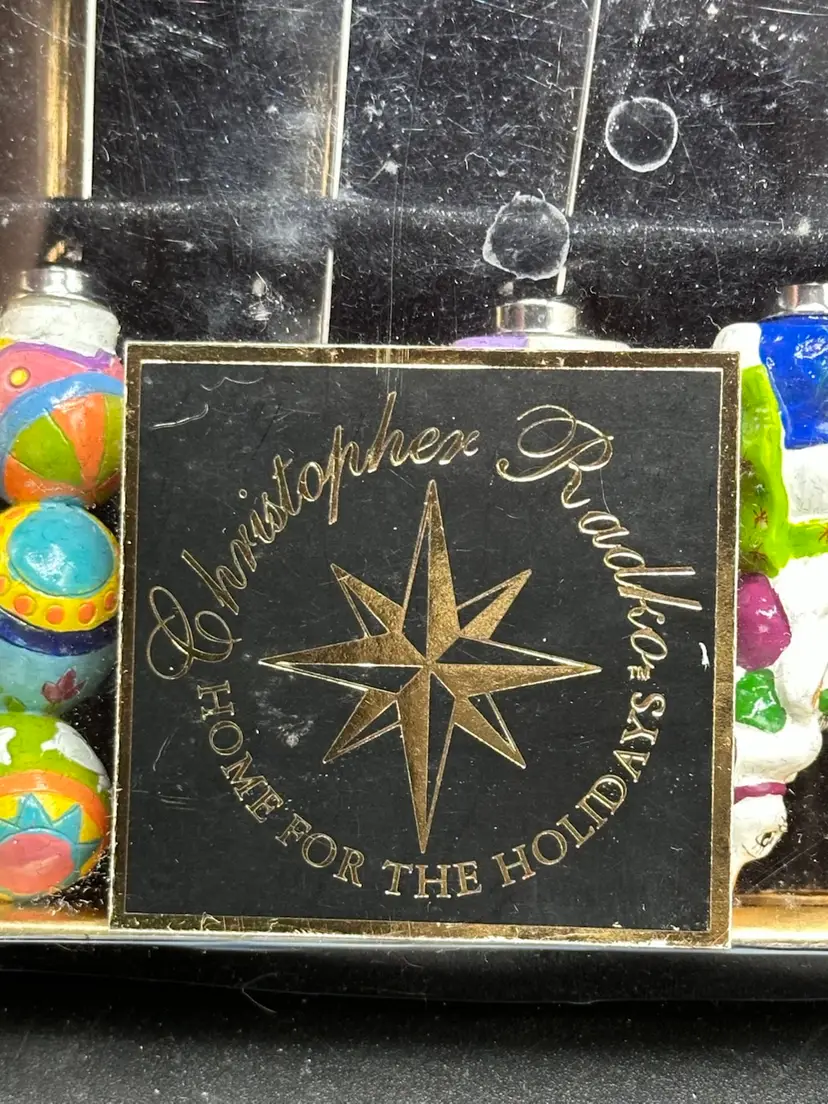 Christopher Radko™
HOME FOR THE HOLIDAYS